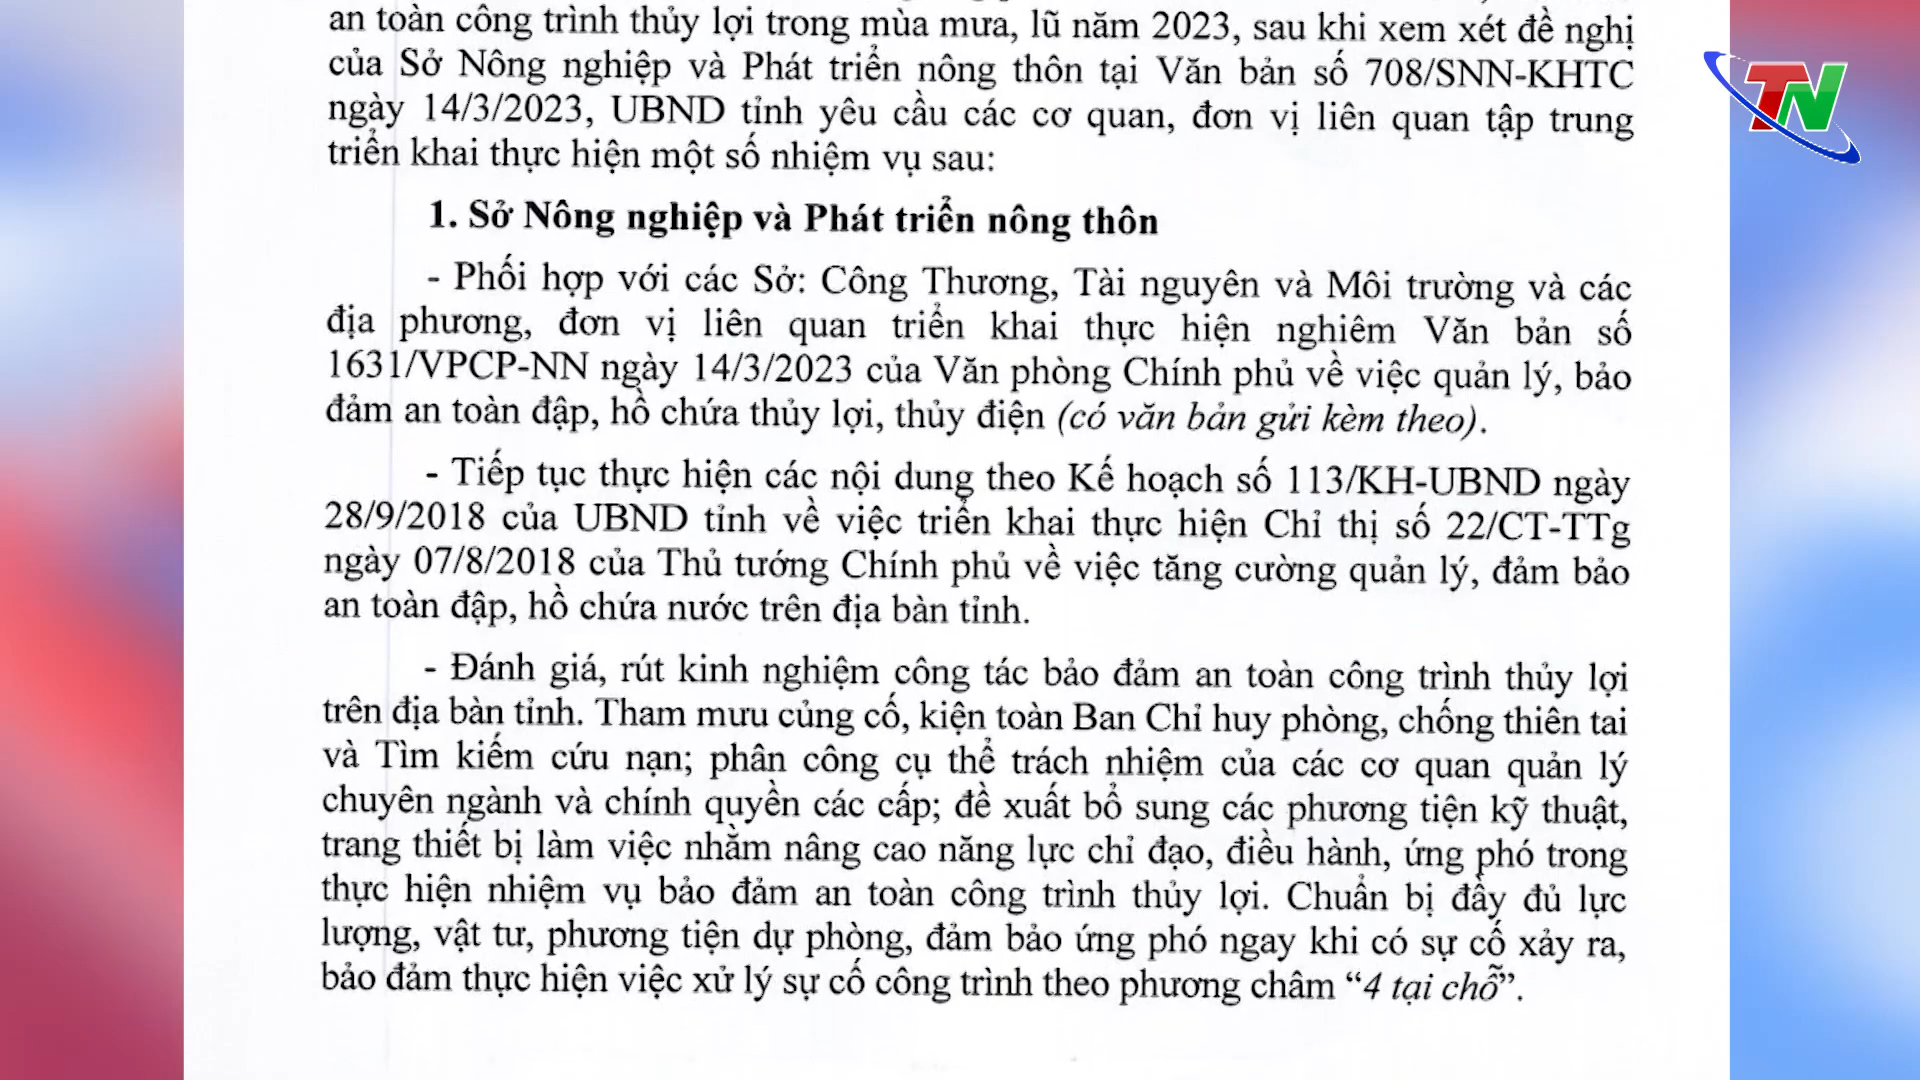 an toàn công trình thủy lợi trong mùa mưa, lũ năm 2023, sau khi xem xét đề nghị
của Sở Nông nghiệp và Phát triển nông thôn tại Văn bản số 708/SNN-KHTC
ngày 14/3/2023, UBND tỉnh yêu cầu các cơ quan, đơn vị liên quan tập trung
triển khai thực hiện một số nhiệm vụ sau:
TN
1. Sở Nông nghiệp và Phát triển nông thôn
- Phối hợp với các Sở: Công Thương, Tài nguyên và Môi trường và các
địa phương, đơn vị liên quan triển khai thực hiện nghiêm Văn bản số
1631/VPCP-NN ngày 14/3/2023 của Văn phòng Chính phủ về việc quản lý, bảo
đảm an toàn đập, hồ chứa thủy lợi, thủy điện (có văn bản gửi kèm theo).
- Tiếp tục thực hiện các nội dung theo Kế hoạch số 113/KH-UBND ngày
28/9/2018 của UBND tỉnh về việc triển khai thực hiện Chỉ thị số 22/CT-TTg
ngày 07/8/2018 của Thủ tướng Chính phủ về việc tăng cường quản lý, đảm bảo
an toàn đập, hồ chứa nước trên địa bàn tỉnh.
- Đánh giá, rút kinh nghiệm công tác bảo đảm an toàn công trình thủy lợi
trên địa bàn tỉnh. Tham mưu củng cố, kiện toàn Ban Chỉ huy phòng, chống thiên tai
và Tìm kiếm cứu nạn; phân công cụ thể trách nhiệm của các cơ quan quản lý
chuyên ngành và chính quyền các cấp; đề xuất bổ sung các phương tiện kỹ thuật,
trang thiết bị làm việc nhằm nâng cao năng lực chỉ đạo, điều hành, ứng phó trong
thực hiện nhiệm vụ bảo đảm an toàn công trình thủy lợi. Chuẩn bị đầy đủ lực
lượng, vật tư, phương tiện dự phòng, đảm bảo ứng phó ngay khi có sự cố xảy ra,
bảo đảm thực hiện việc xử lý sự cố công trình theo phương châm “4 tại chỗ”.